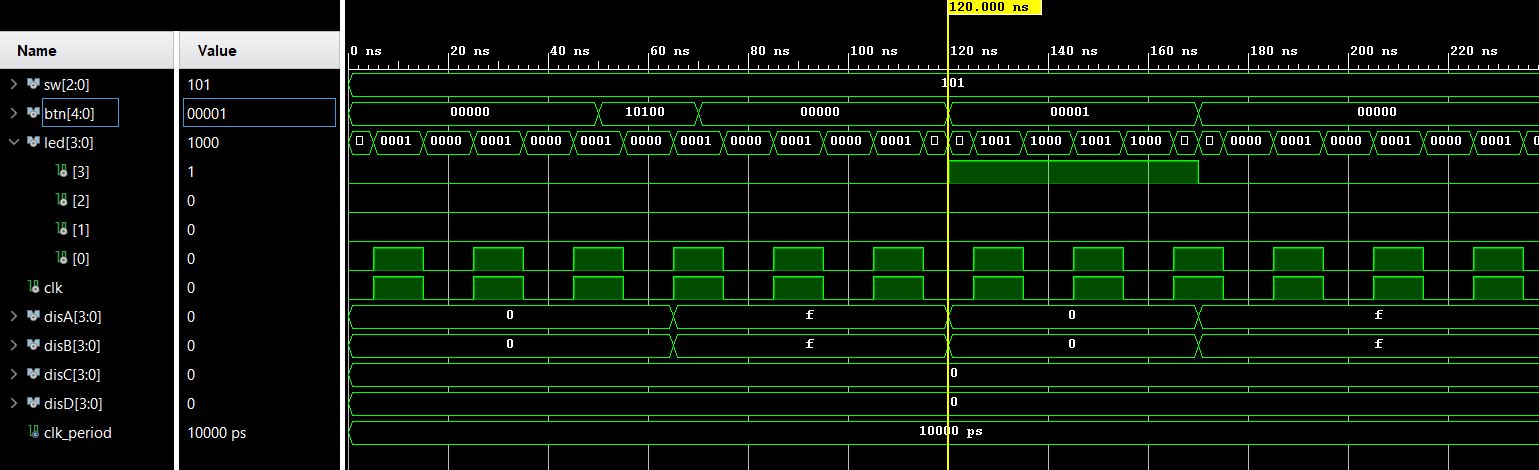 120.000 ns
Name Value
0 ns 20 ns 40 ns 60 ns 80 ns 100 ns 120 ns 140 ns 160 ns 180 ns 200 ns 220 ns
sw[2:0] 101 101
btn[4:0] 00001 00000 10100 00000 00001 00000
led[3:0] 1000 0001 0000 0001 0000 0001 0000 0001 0000 0001 0000 0001 1001 1000 1001 1000 0000 0001 0000 0001 0000 0001
[3] 1
[2] 0
[1] 0
[0] 0
clk 0
disA[3:0] 0 0 f 0 f
disB[3:0] 0 0 f 0 f
disC[3:0] 0 0
disD[3:0] 0 0
clk_period 10000 ps 10000 ps